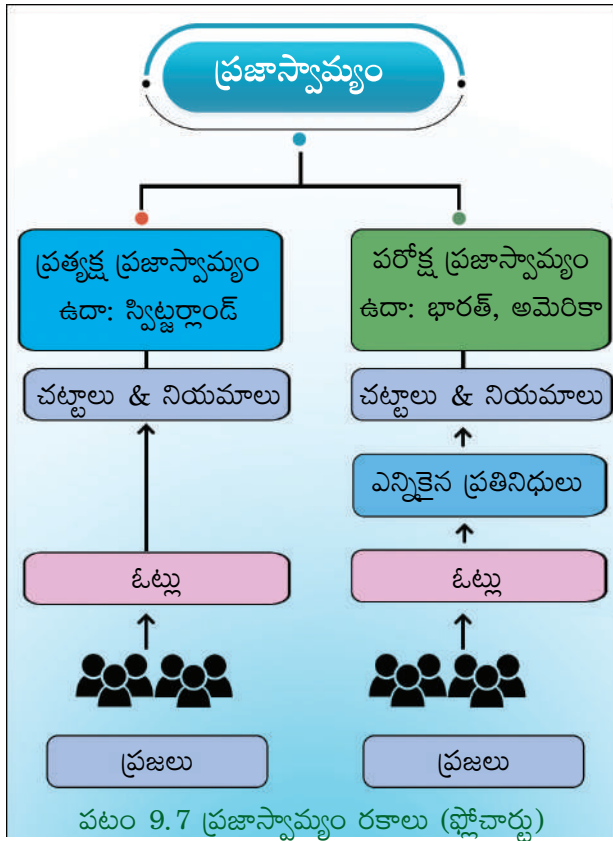 ప్రజాస్వామ్యం
ప్రత్యక్ష ప్రజాస్వామ్యం
ఉదా: స్విట్జర్లాండ్
చట్టాలు & నియమాలు
ఓట్లు
ప్రజలు
పరోక్ష ప్రజాస్వామ్యం
ఉదా: భారత్, అమెరికా
చట్టాలు & నియమాలు
ఎన్నికైన ప్రతినిధులు
ఓట్లు
ప్రజలు
పటం 9.7 ప్రజాస్వామ్యం రకాలు (ఫ్లోచార్టు)